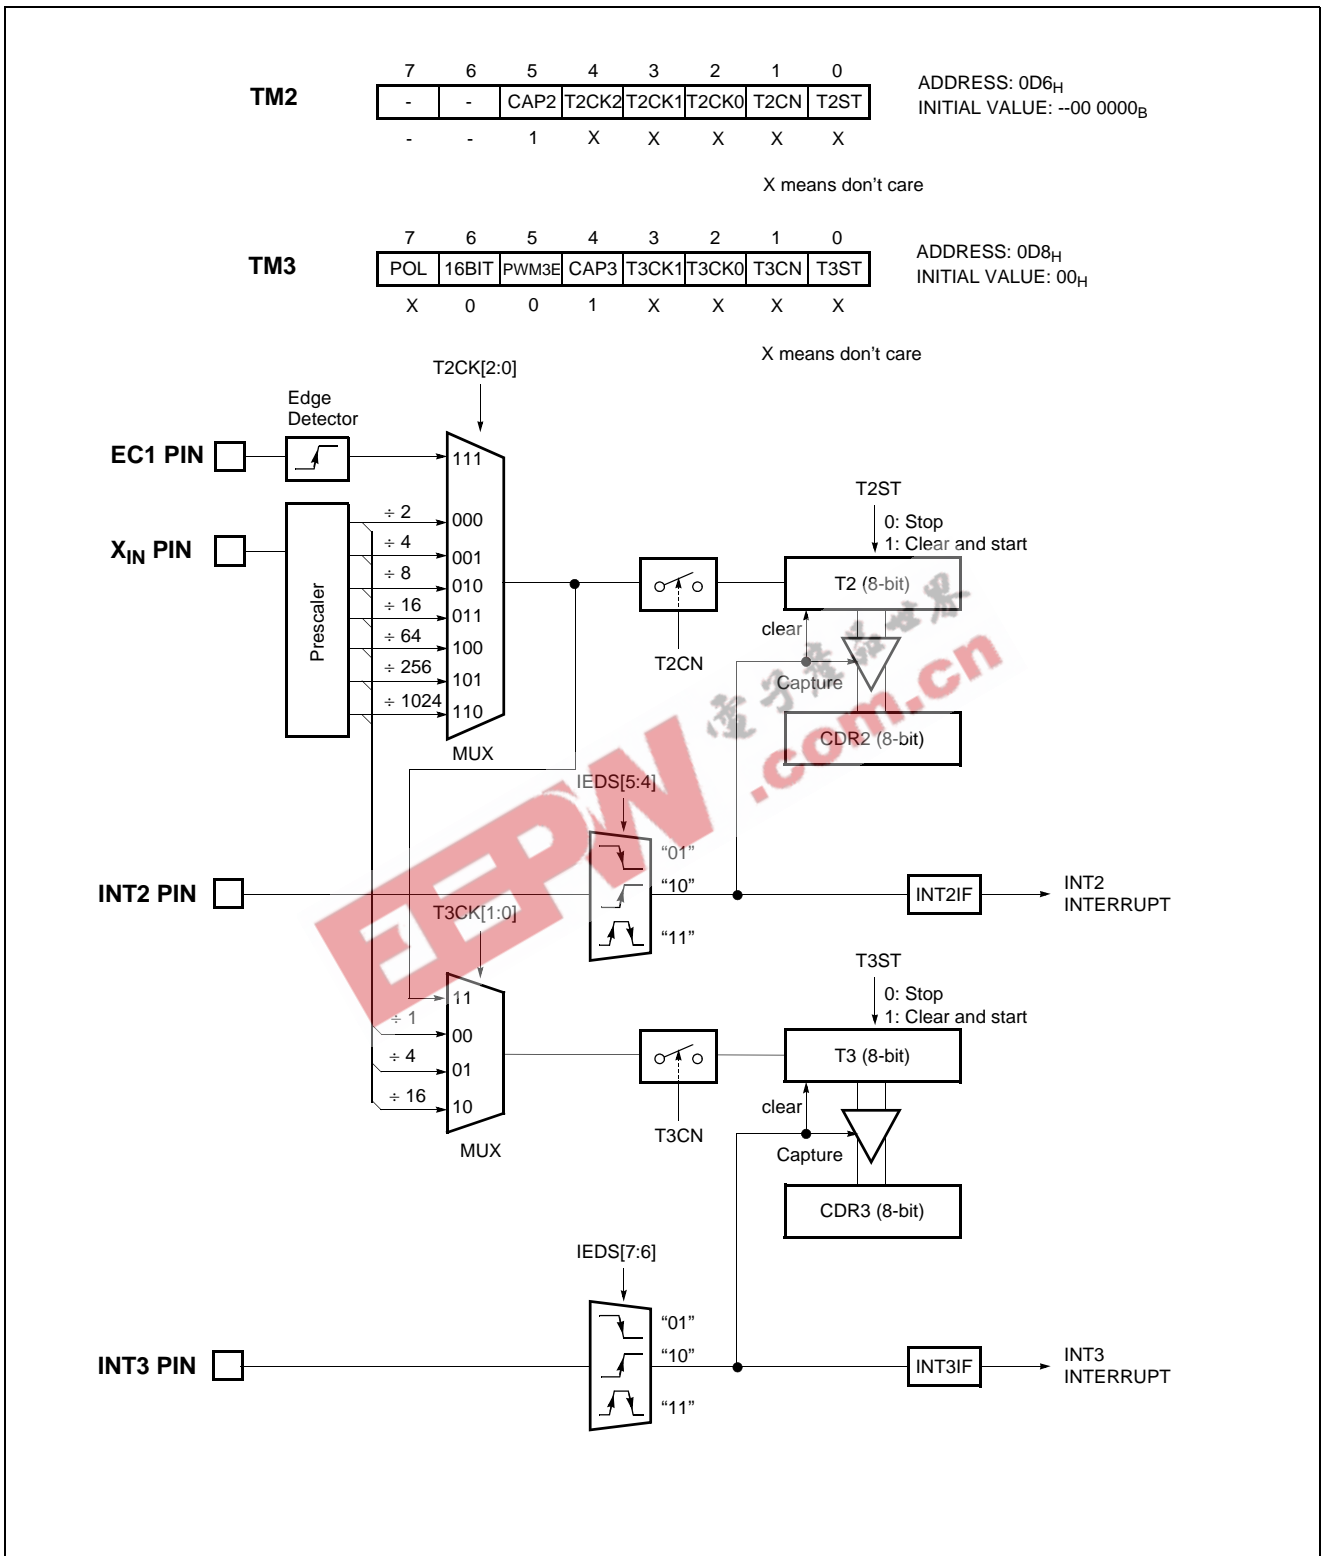 7 6 5 4 3 2 1 0
TM2
- - CAP2 T2CK2 T2CK1 T2CK0 T2CN T2ST
- - 1 X X X X X
ADDRESS: 0D6H
INITIAL VALUE: --00 0000B
X means don't care
7 6 5 4 3 2 1 0
TM3
POL 16BIT PWM3E CAP3 T3CK1 T3CK0 T3CN T3ST
X 0 0 1 X X X X
ADDRESS: 0D8H
INITIAL VALUE: 00H
X means don't care
T2CK[2:0]
Edge
Detector
EC1 PIN
111
XIN PIN
Prescaler
÷ 2
000
÷ 4
001
÷ 8
010
÷ 16
011
÷ 64
100
÷ 256
101
÷ 1024
110
MUX
T2CN
T2ST
0: Stop
1: Clear and start
T2 (8-bit)
clear
Capture
CDR2 (8-bit)
電子產品世界
EEPW.com.cn
IEDS[5:4]
"01"
"10"
"11"
INT2 PIN
INT2IF
INT2
INTERRUPT
T3CK[1:0]
11
÷ 1
00
÷ 4
01
÷ 16
10
MUX
T3CN
T3ST
0: Stop
1: Clear and start
T3 (8-bit)
clear
Capture
CDR3 (8-bit)
IEDS[7:6]
"01"
"10"
"11"
INT3 PIN
INT3IF
INT3
INTERRUPT